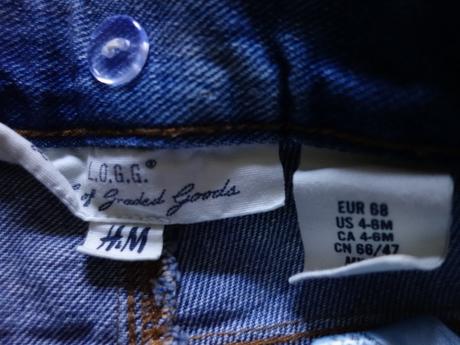 L.O.G.G.®
of Graded Goods
H&M
EUR 68
US 4-6M
CA 4-6M
CN 66/47